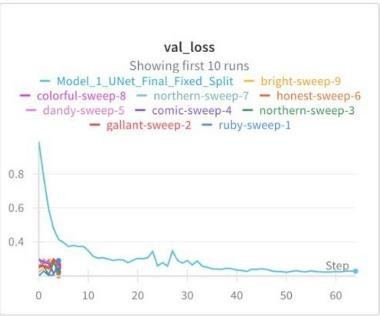 val_loss
Showing first 10 runs
Model_1_UNet_Final_Fixed_Split bright-sweep-9
colorful-sweep-8 northern-sweep-7 honest-sweep-6
dandy-sweep-5 comic-sweep-4 northern-sweep-3
gallant-sweep-2 ruby-sweep-1
0.8
0.6
0.4
Step
0 10 20 30 40 50 60